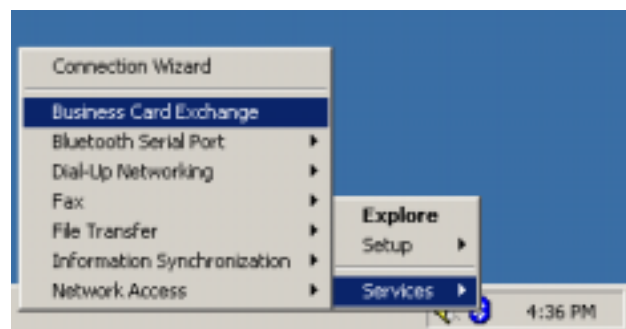 Connection Wizard
Business Card Exchange
Bluetooth Serial Port
Dial-Up Networking
Fax
File Transfer
Information Synchronization
Network Access
Explore
Setup
Services
4:36 PM